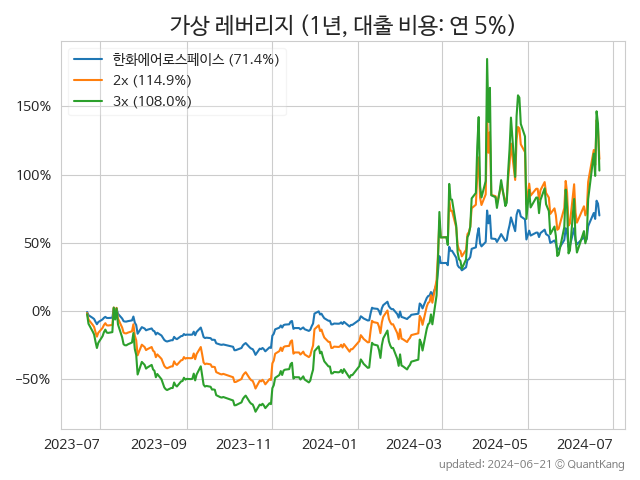 가상 레버리지 (1년, 대출 비용: 연 5%)
한화에어로스페이스 (71.4%)
2x (114.9%)
3x (108.0%)
150%
100%
50%
0%
−50%
2023-07 2023-09 2023-11 2024-01 2024-03 2024-05 2024-07
updated: 2024-06-21 © QuantKang